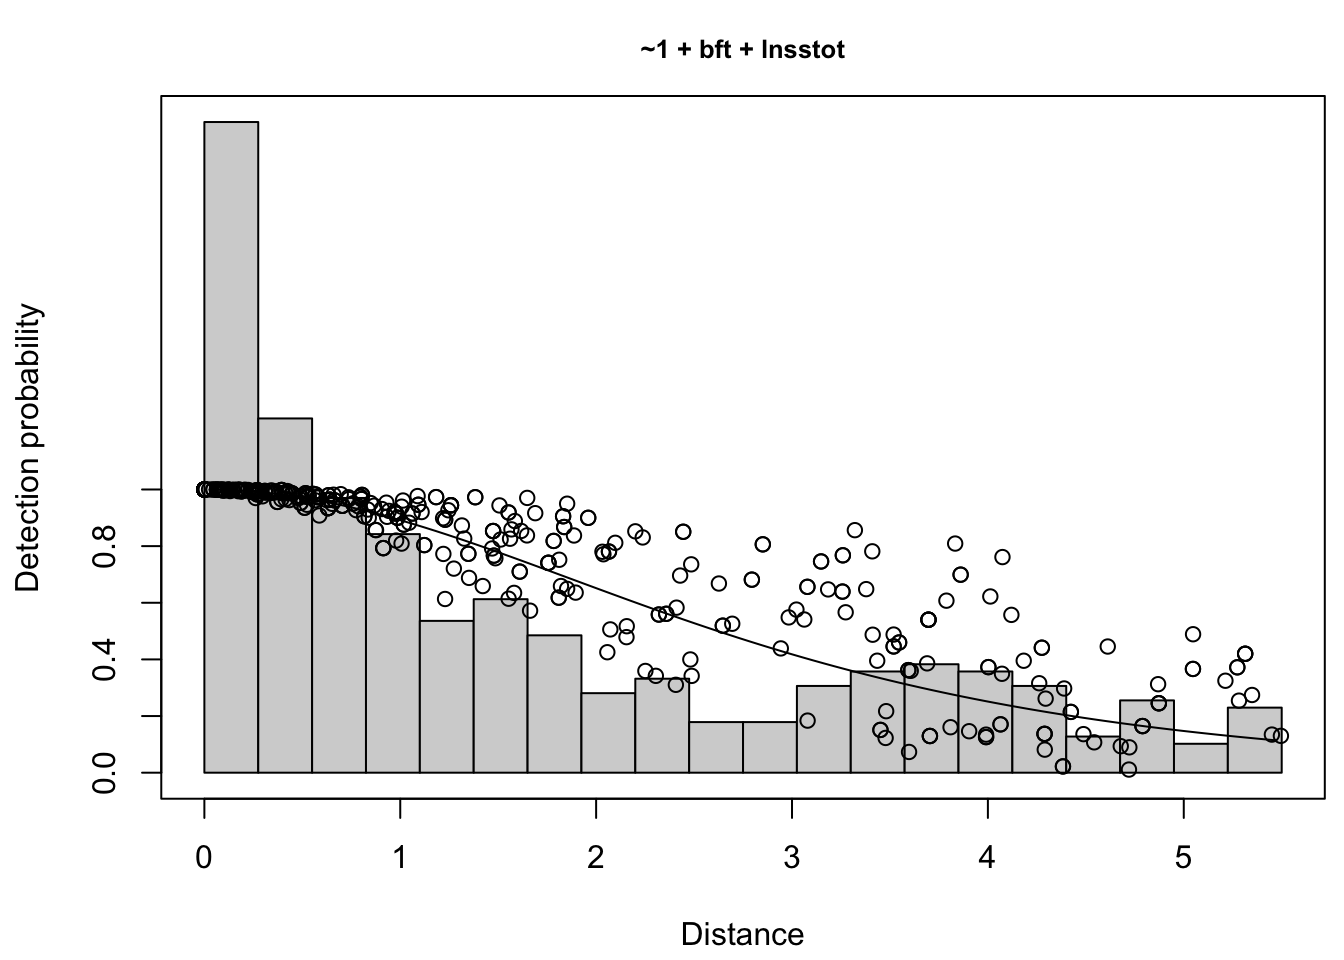 ~1 + bft + lnsstot
Detection probability
0.8
0.4
0.0
0 1 2 3 4 5
Distance